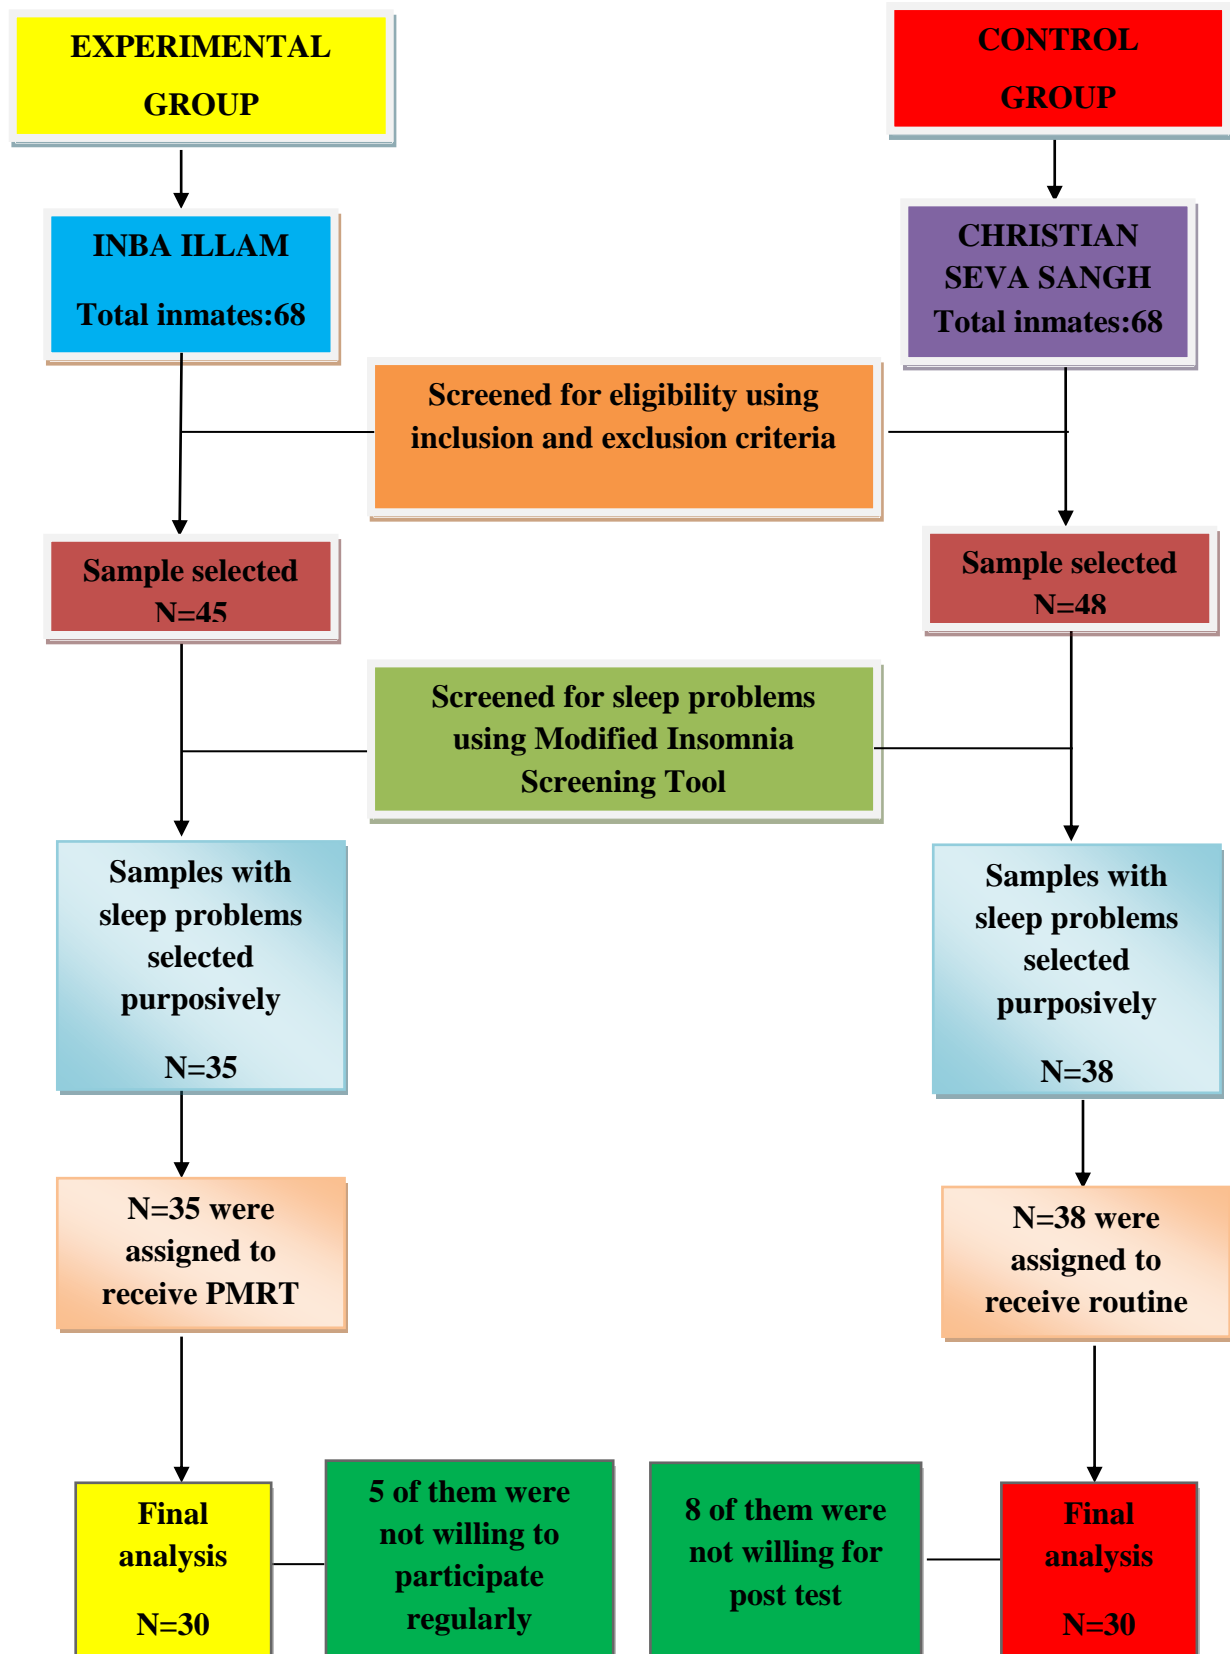 EXPERIMENTAL
GROUP
CONTROL
GROUP
INBA ILLAM
Total inmates:68
CHRISTIAN
SEVA SANGH
Total inmates:68
Screened for eligibility using
inclusion and exclusion criteria
Sample selected
N=45
Sample selected
N=48
Screened for sleep problems
using Modified Insomnia
Screening Tool
Samples with
sleep problems
selected
purposively
N=35
Samples with
sleep problems
selected
purposively
N=38
N=35 were
assigned to
receive PMRT
N=38 were
assigned to
receive routine
Final
analysis
N=30
5 of them were
not willing to
participate
regularly
8 of them were
not willing for
post test
Final
analysis
N=30